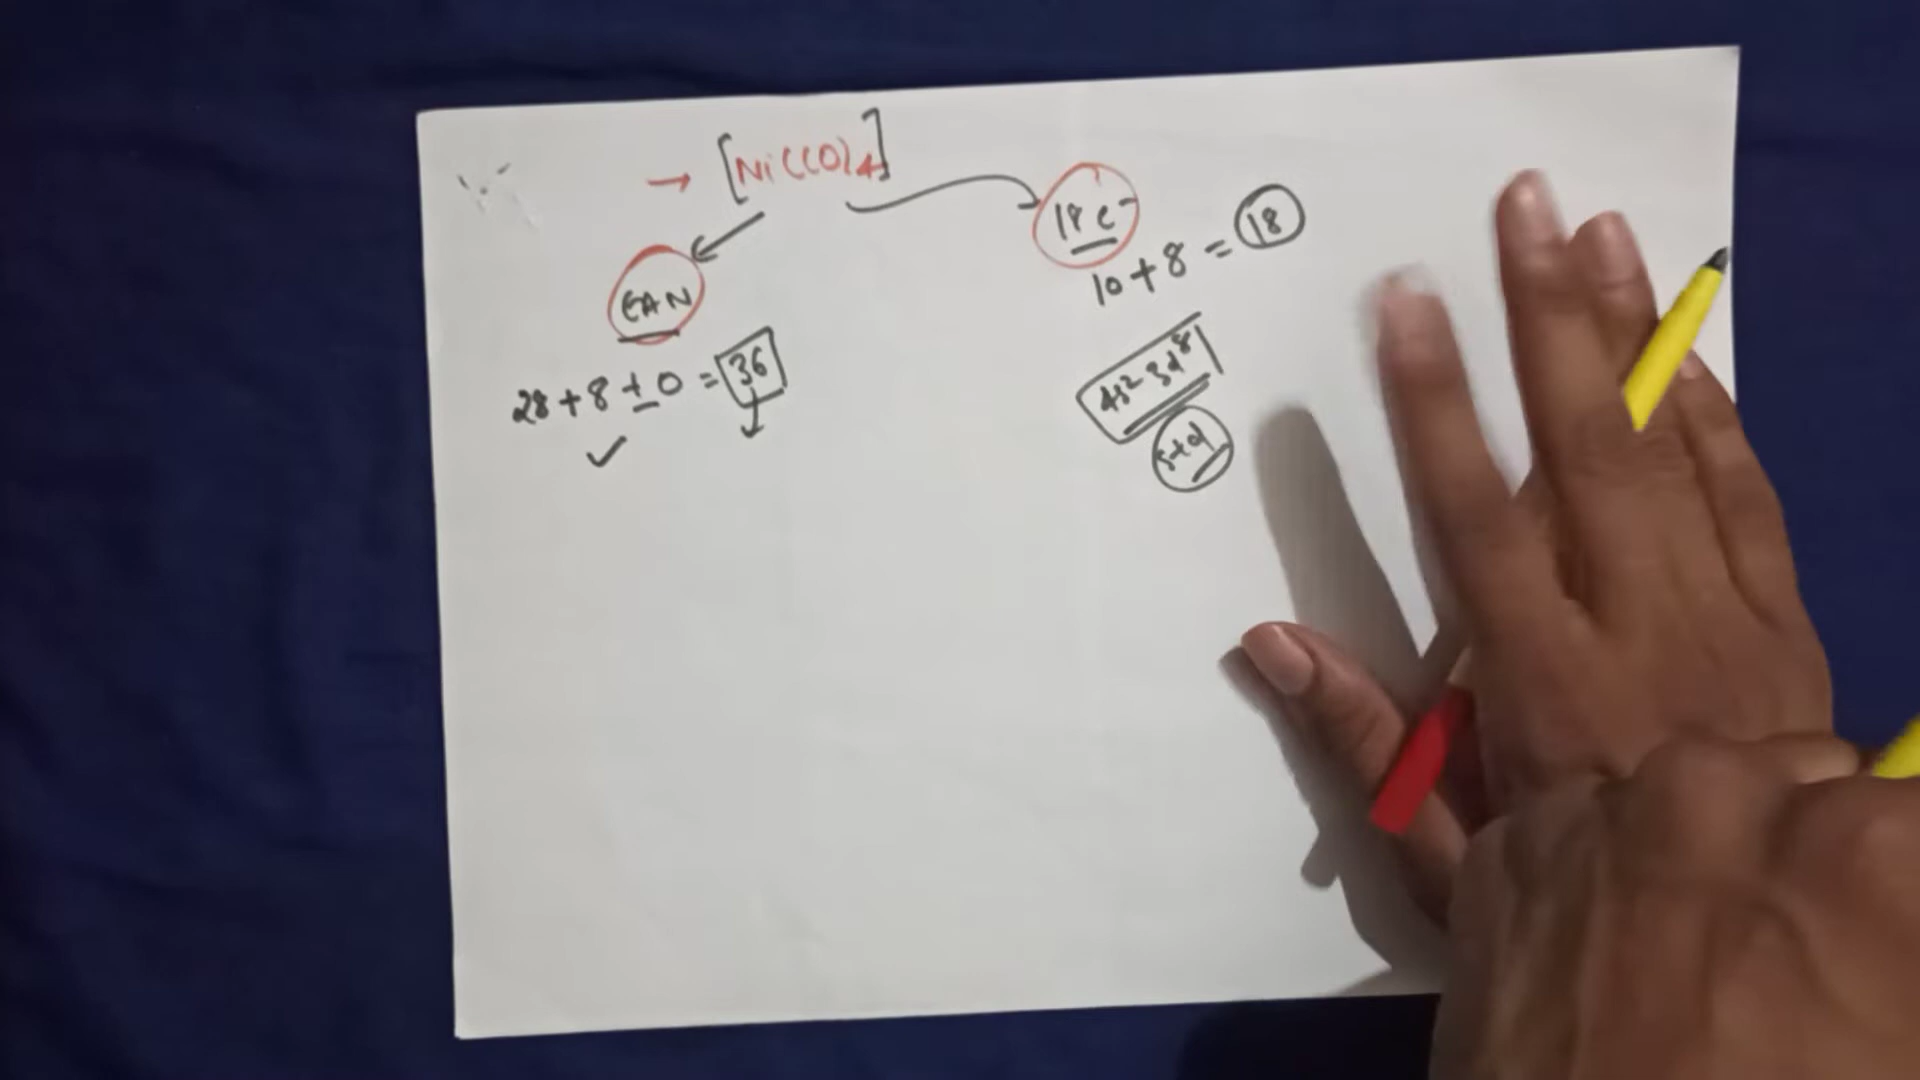 → [Ni(CO)4]
EAN
28+8±0 = 36
18 e-
10+8 = 18
4s² 3d⁸
s+d